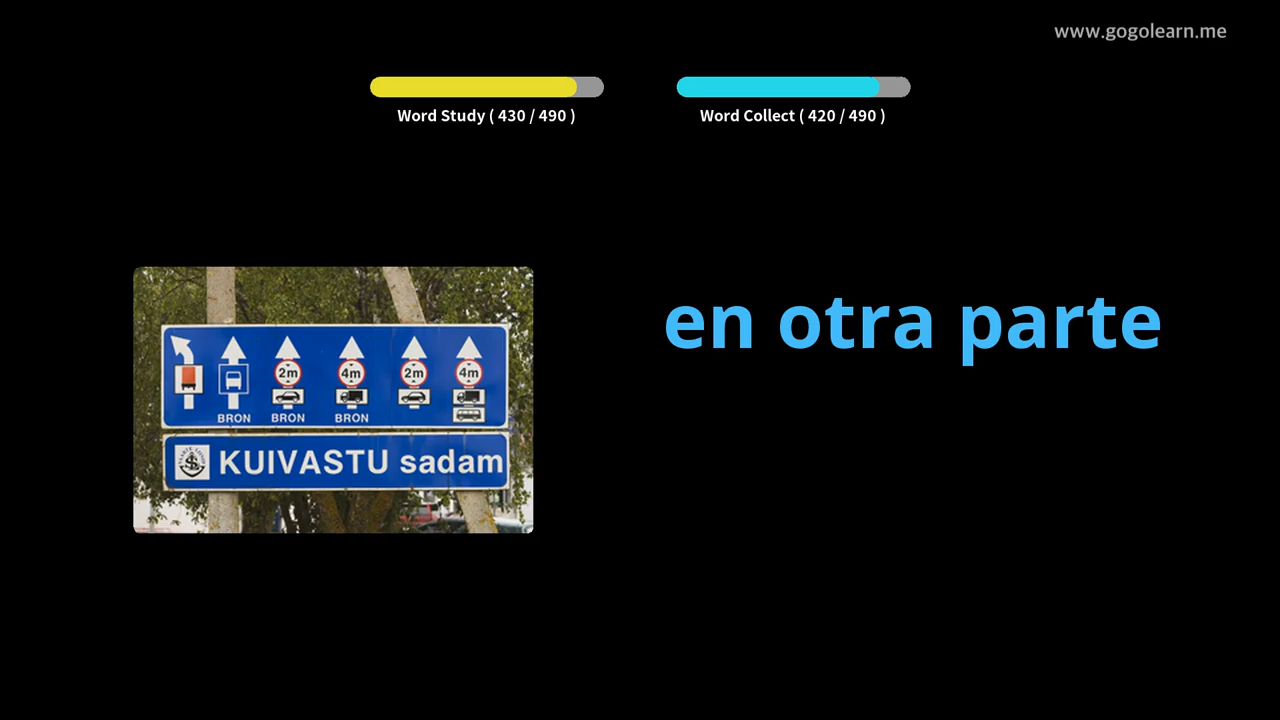 www.gogolearn.me
Word Study ( 430 / 490 )
Word Collect ( 420 / 490 )
en otra parte
2m 4m 2m 4m
BRON BRON BRON
KUIVASTU sadam